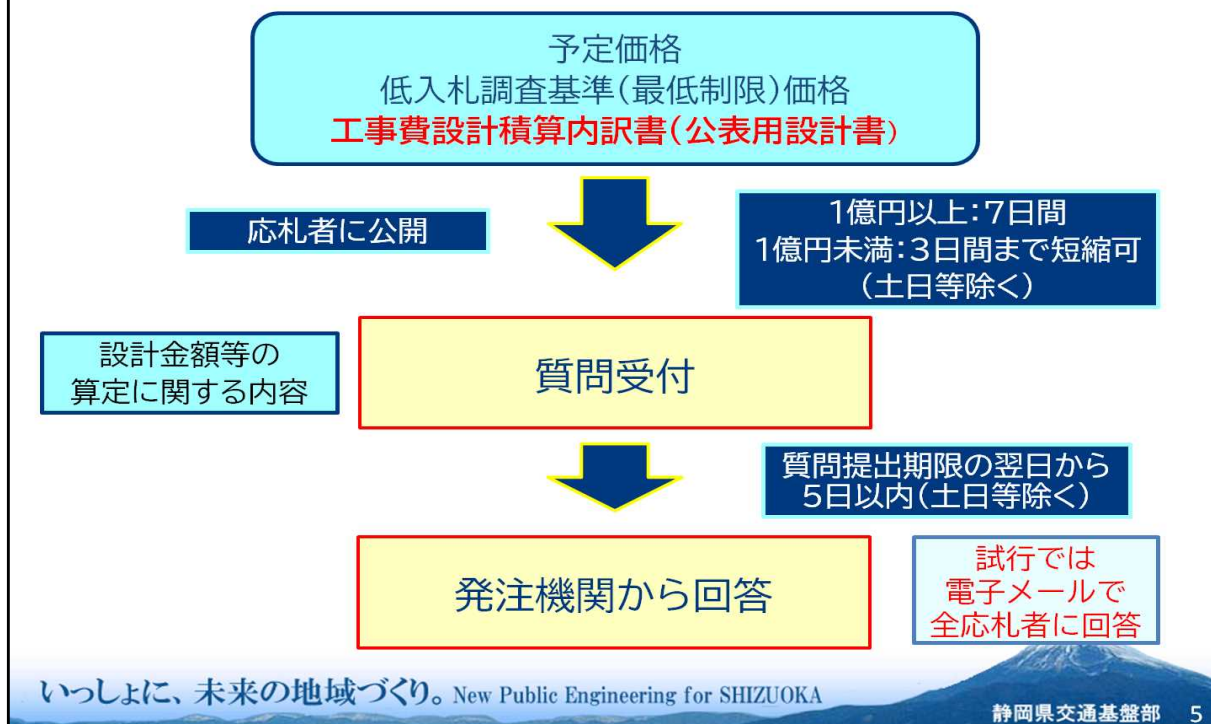 予定価格
低入札調査基準(最低制限)価格
工事費設計積算内訳書(公表用設計書)
応札者に公開
1億円以上:7日間
1億円未満:3日間まで短縮可
(土日等除く)
設計金額等の
算定に関する内容
質問受付
質問提出期限の翌日から
5日以内(土日等除く)
発注機関から回答
試行では
電子メールで
全応札者に回答
いっしょに、未来の地域づくり。New Public Engineering for SHIZUOKA
静岡県交通基盤部 5